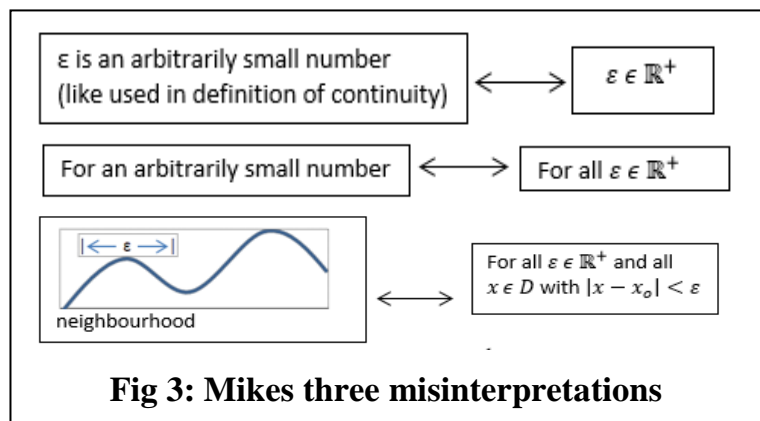 ε is an arbitrarily small number
(like used in definition of continuity)
ε ϵ ℝ⁺
For an arbitrarily small number
For all ε ϵ ℝ⁺
|← ε →|
neighbourhood
For all ε ϵ ℝ⁺ and all
x ϵ D with |x − xₒ| < ε
Fig 3: Mikes three misinterpretations